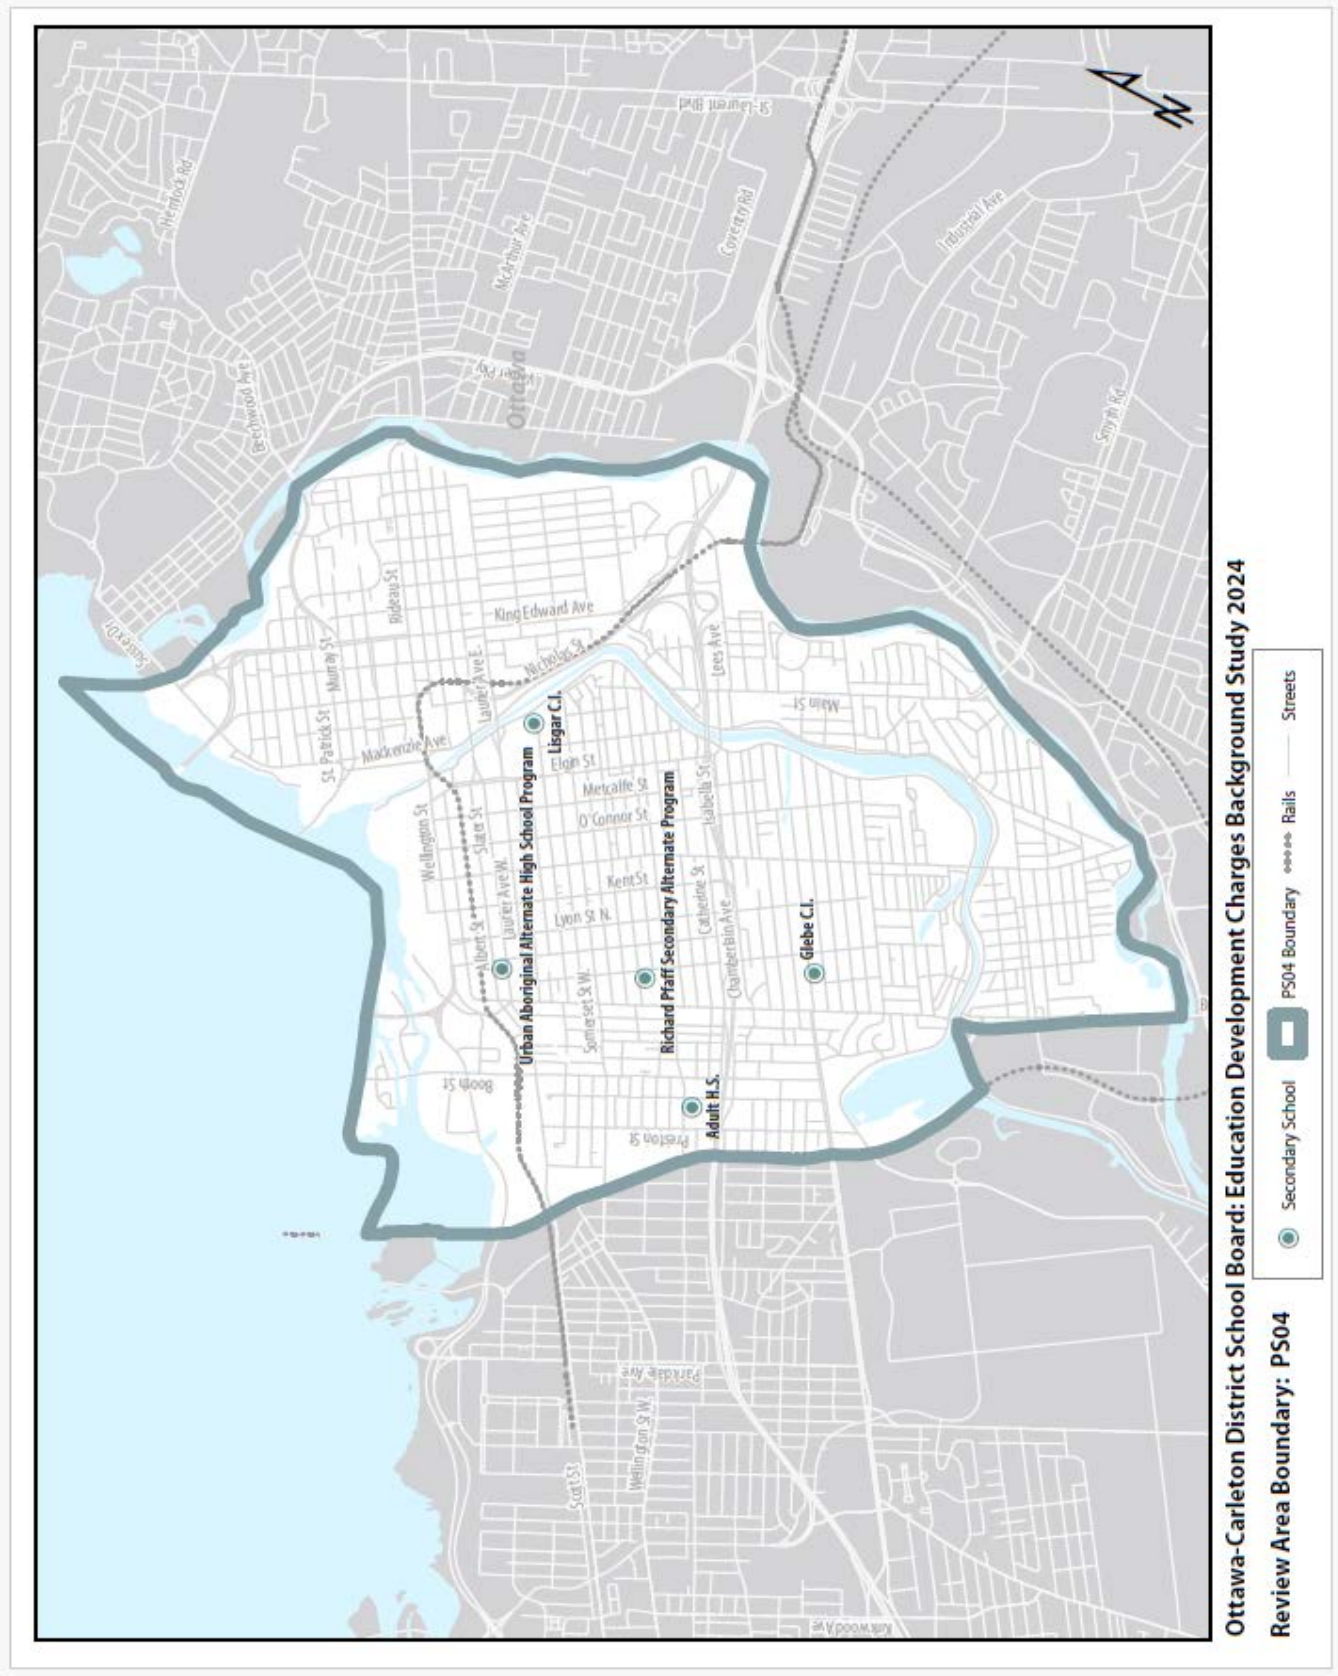 Hemlock Rd
St-Laurent Blvd
McArthur Ave
Coventry Rd
Industrial Ave
Beechwood Ave
Ottawa
Smyth Rd
Sussex Dr
Rideau St
King Edward Ave
Murray St
Nicholas St
Lees Ave
Laurier Ave E.
Main St
St. Patrick St
Mackenzie Ave
Lisgar C.I.
Elgin St
Metcalfe St
O'Connor St
Isabella St
Wellington St
Slater St
Urban Aboriginal Alternate High School Program
Richard Pfaff Secondary Alternate Program
Laurier Ave W.
Kent St
Lyon St N.
Catherine St
Albert St
Glebe C.I.
Chamberlain Ave
Somerset St W.
Booth St
Adult H.S.
Preston St
Parkdale Ave
Wellington St W.
Scott St
Kirkwood Ave
N
Ottawa-Carleton District School Board: Education Development Charges Background Study 2024
Review Area Boundary: PS04
Secondary School
PS04 Boundary
Rails
Streets